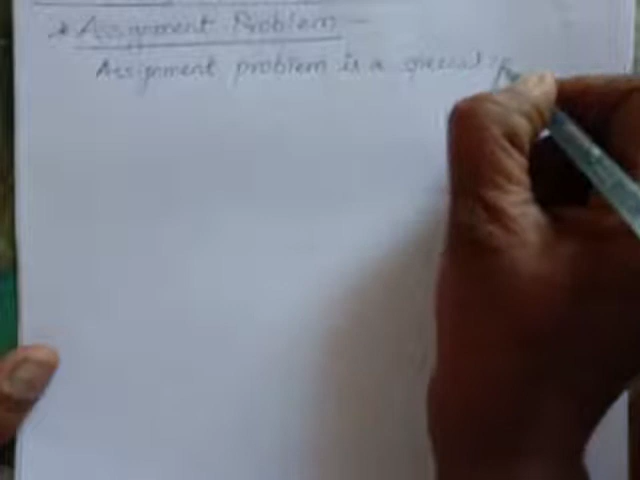 * Assignment Problem -
Assignment problem is a special